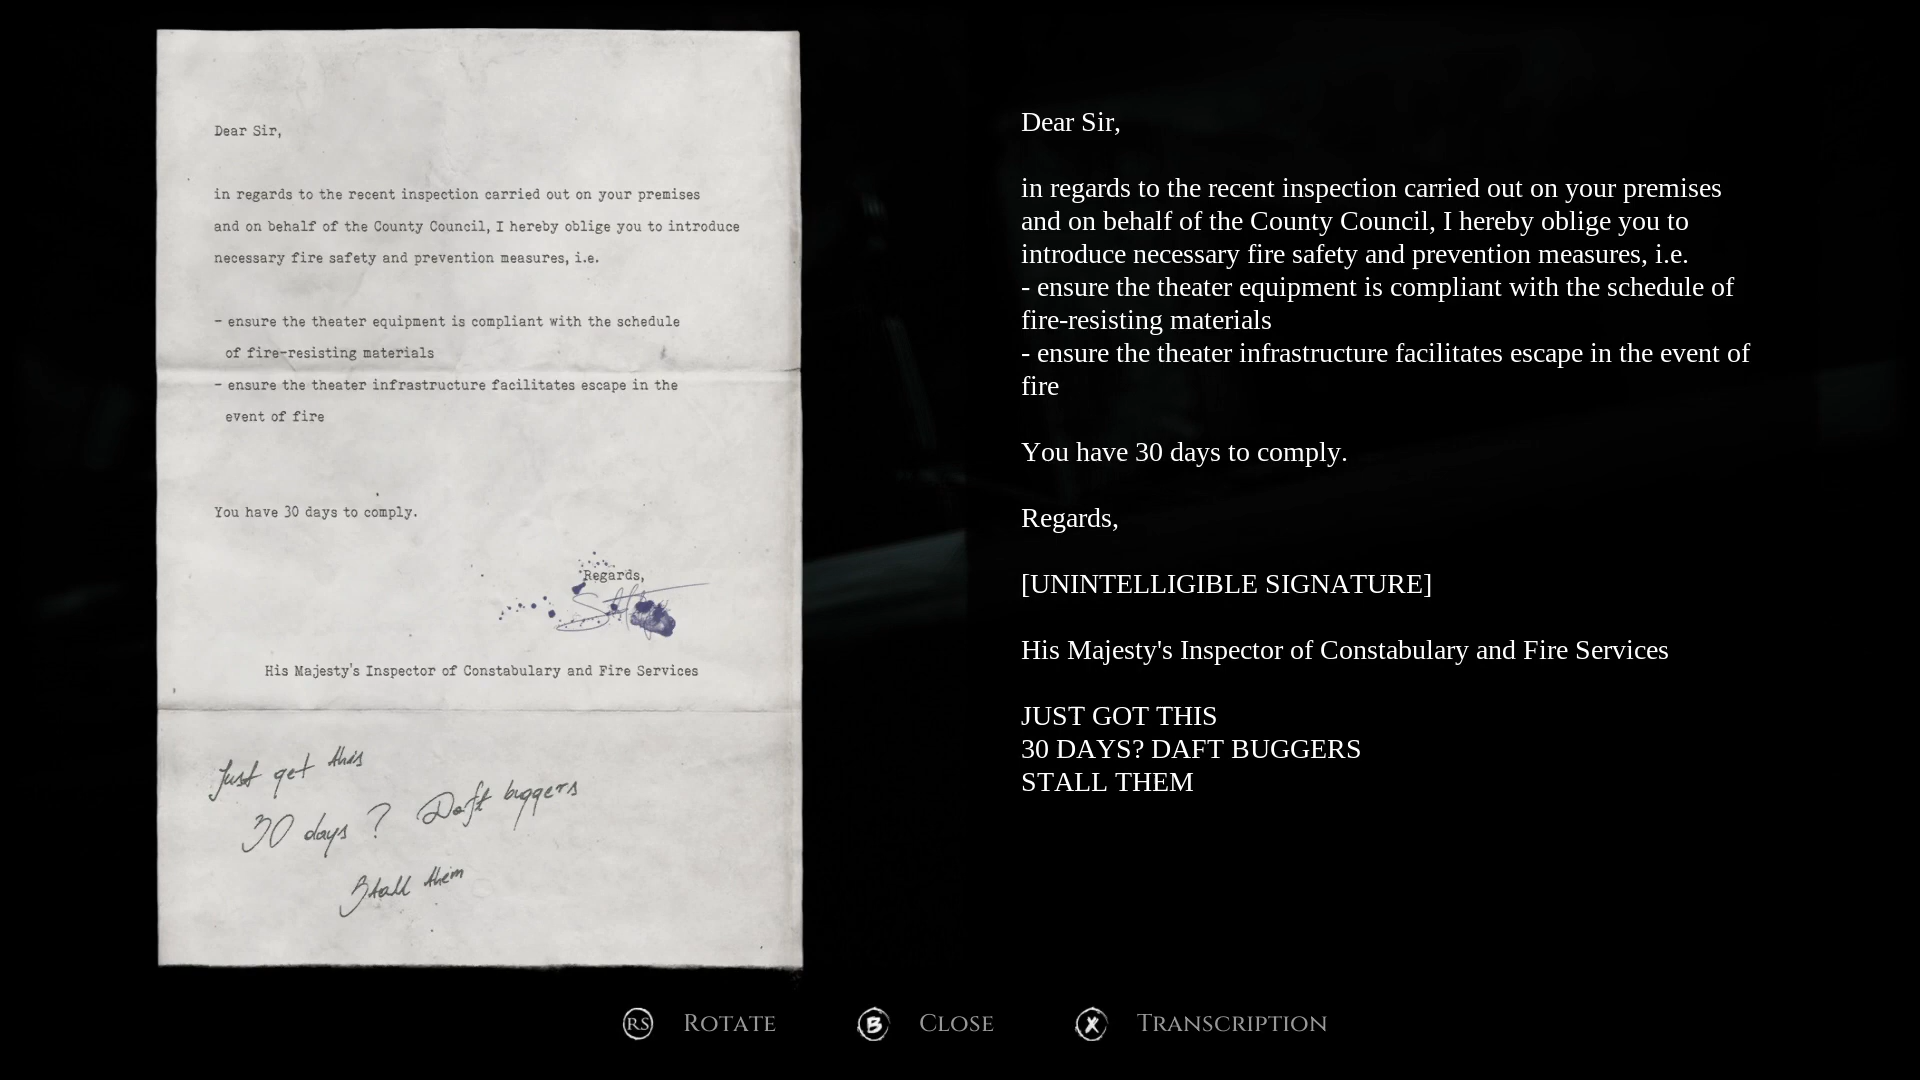 Dear Sir,
in regards to the recent inspection carried out on your premises
and on behalf of the County Council, I hereby oblige you to introduce
necessary fire safety and prevention measures, i.e.
- ensure the theater equipment is compliant with the schedule
of fire-resisting materials
- ensure the theater infrastructure facilitates escape in the
event of fire
You have 30 days to comply.
Regards,
His Majesty's Inspector of Constabulary and Fire Services
Just get this
30 days? Daft buggers
Stall them
Dear Sir,
in regards to the recent inspection carried out on your premises
and on behalf of the County Council, I hereby oblige you to
introduce necessary fire safety and prevention measures, i.e.
- ensure the theater equipment is compliant with the schedule of
fire-resisting materials
- ensure the theater infrastructure facilitates escape in the event of
fire
You have 30 days to comply.
Regards,
[UNINTELLIGIBLE SIGNATURE]
His Majesty's Inspector of Constabulary and Fire Services
JUST GOT THIS
30 DAYS? DAFT BUGGERS
STALL THEM
RS ROTATE B CLOSE X TRANSCRIPTION